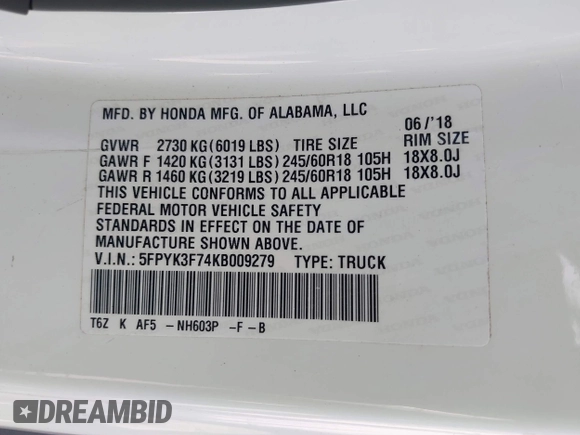 MFD. BY HONDA MFG. OF ALABAMA, LLC
06/'18
GVWR 2730 KG(6019 LBS) TIRE SIZE RIM SIZE
GAWR F 1420 KG(3131 LBS)245/60R18 105H 18X8.0J
GAWR R 1460 KG(3219 LBS)245/60R18 105H 18X8.0J
THIS VEHICLE CONFORMS TO ALL APPLICABLE
FEDERAL MOTOR VEHICLE SAFETY
STANDARDS IN EFFECT ON THE DATE OF
MANUFACTURE SHOWN ABOVE.
V.I.N.: 5FPYK3F74KB009279 TYPE: TRUCK
T6Z K AF5 -NH603P -F-B
DREAMBID